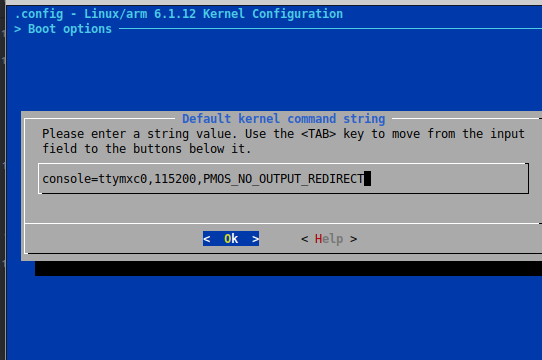 .config - Linux/arm 6.1.12 Kernel Configuration
> Boot options
Default kernel command string
Please enter a string value. Use the <TAB> key to move from the input
field to the buttons below it.
console=ttymxc0,115200,PMOS_NO_OUTPUT_REDIRECT
< Ok > < Help >